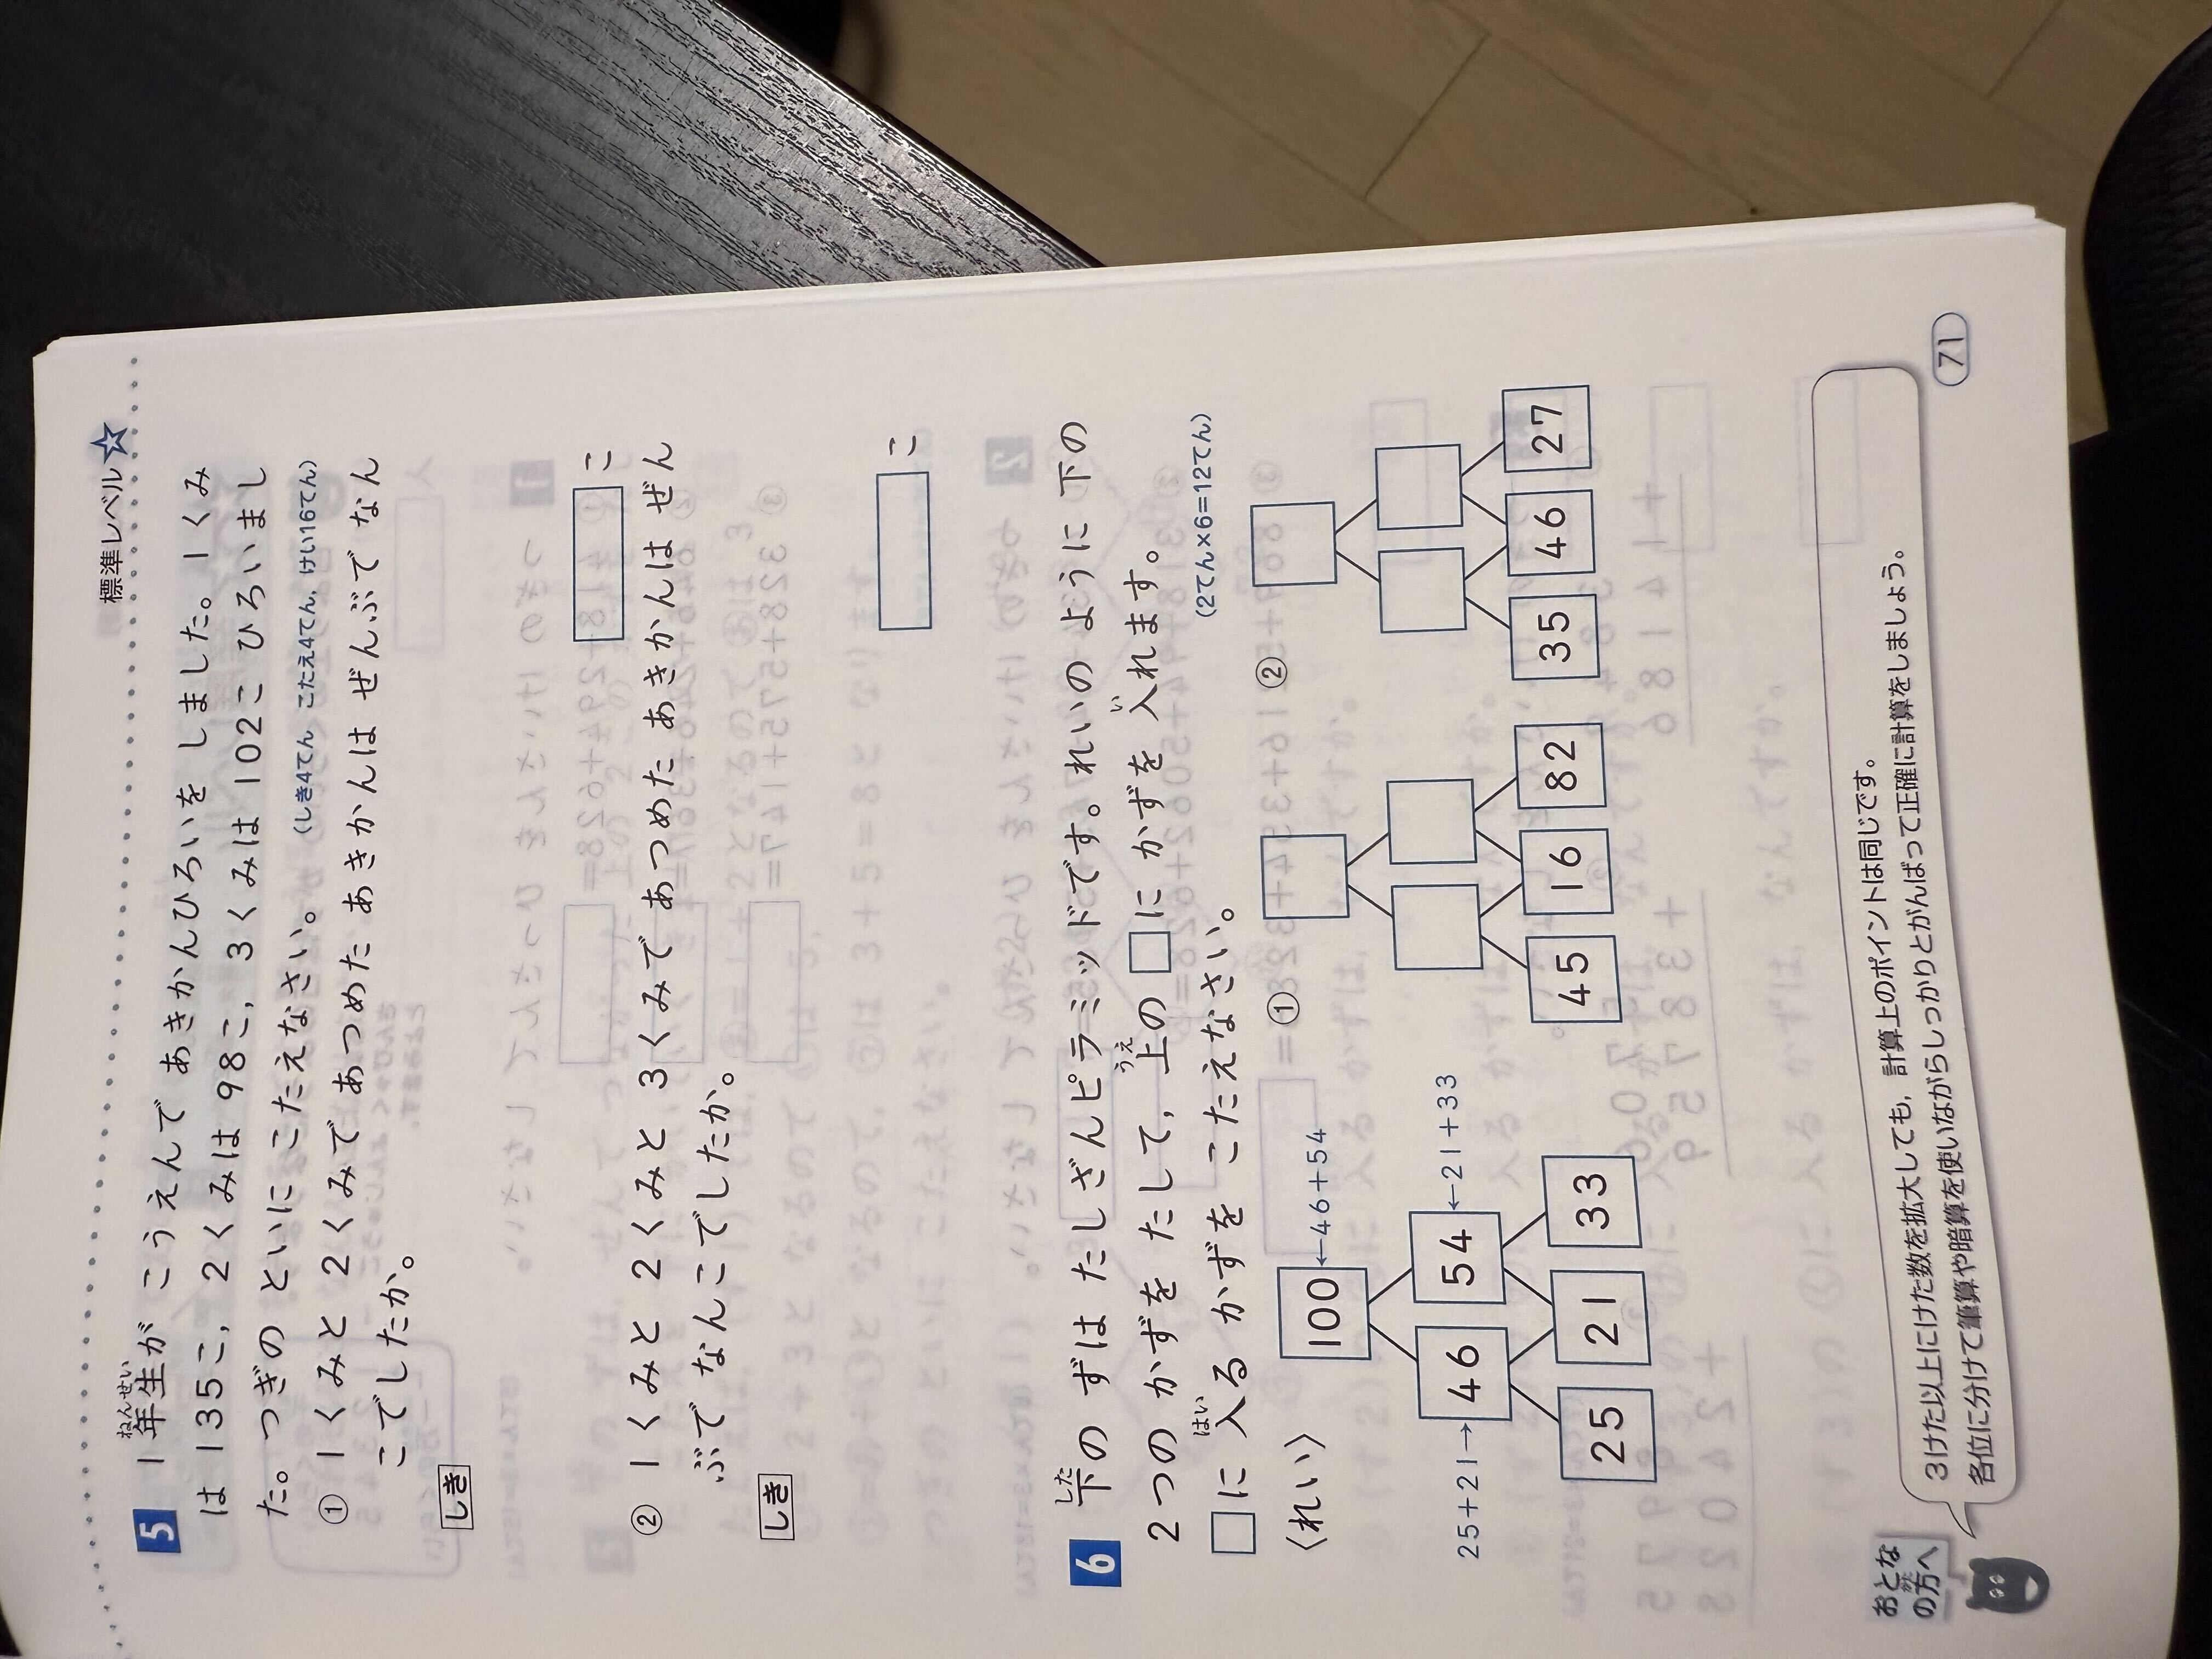 標準レベル☆
5 1年生が こうえんで あきかんひろいを しました。1くみ
ねんせい
は 135こ, 2くみは 98こ, 3くみは 102こ ひろいまし
た。つぎの といに こたえなさい。(しき4てん こたえ4てん, けい16てん)
① 1くみと 2くみで あつめた あきかんは ぜんぶで なん
こでしたか。
しき
こ
② 1くみと 2くみと 3くみで あつめた あきかんは ぜん
ぶで なんこでしたか。
しき
こ
6 下の ずは たしざんピラミッドです。れいのように 下の
した
2つの かずを たして, 上の □に かずを 入れます。
うえ
い
□に 入る かずを こたえなさい。
はい
(2てん×6=12てん)
〈れい〉
①
②
100 ←46+54
25+21→ 46 54 ←21+33
25 21 33
45 16 82
35 46 27
おとなの方へ
かた
3けた以上にけた数を拡大しても, 計算上のポイントは同じです。
各位に分けて筆算や暗算を使いながらしっかりとがんばって正確に計算をしましょう。
71